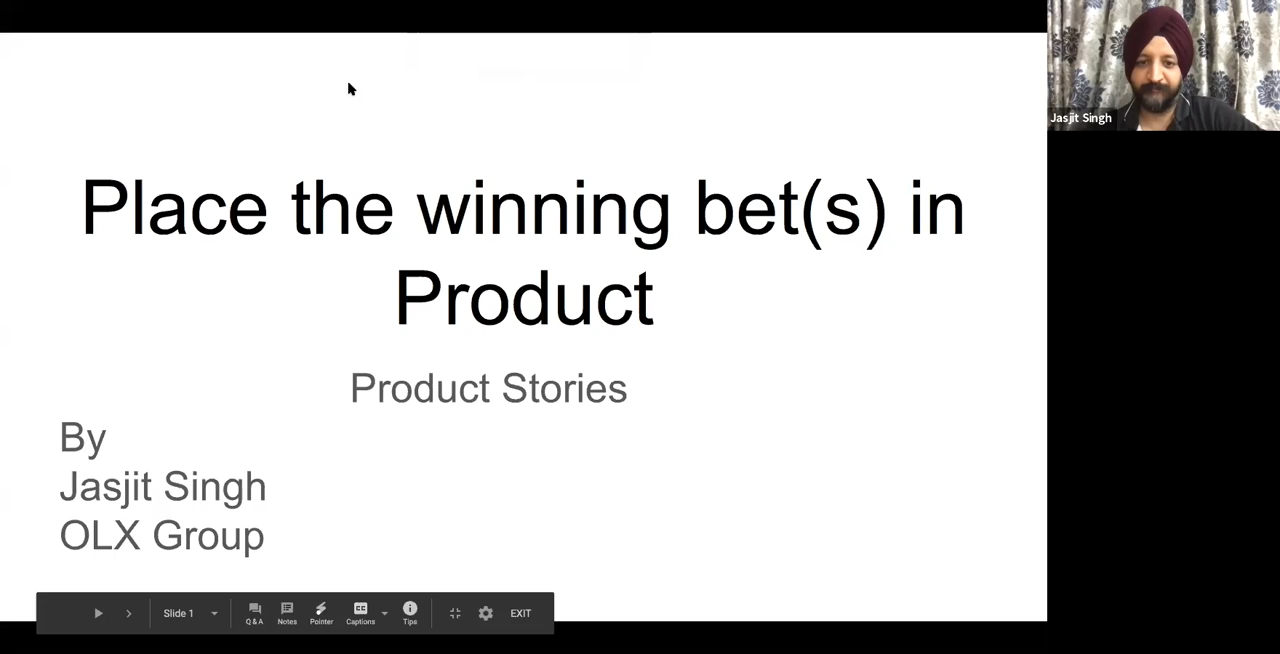 Place the winning bet(s) in
Product
Product Stories
By
Jasjit Singh
OLX Group
Jasjit Singh
Slide 1
Q & A
Notes
Pointer
CC
Captions
Tips
EXIT